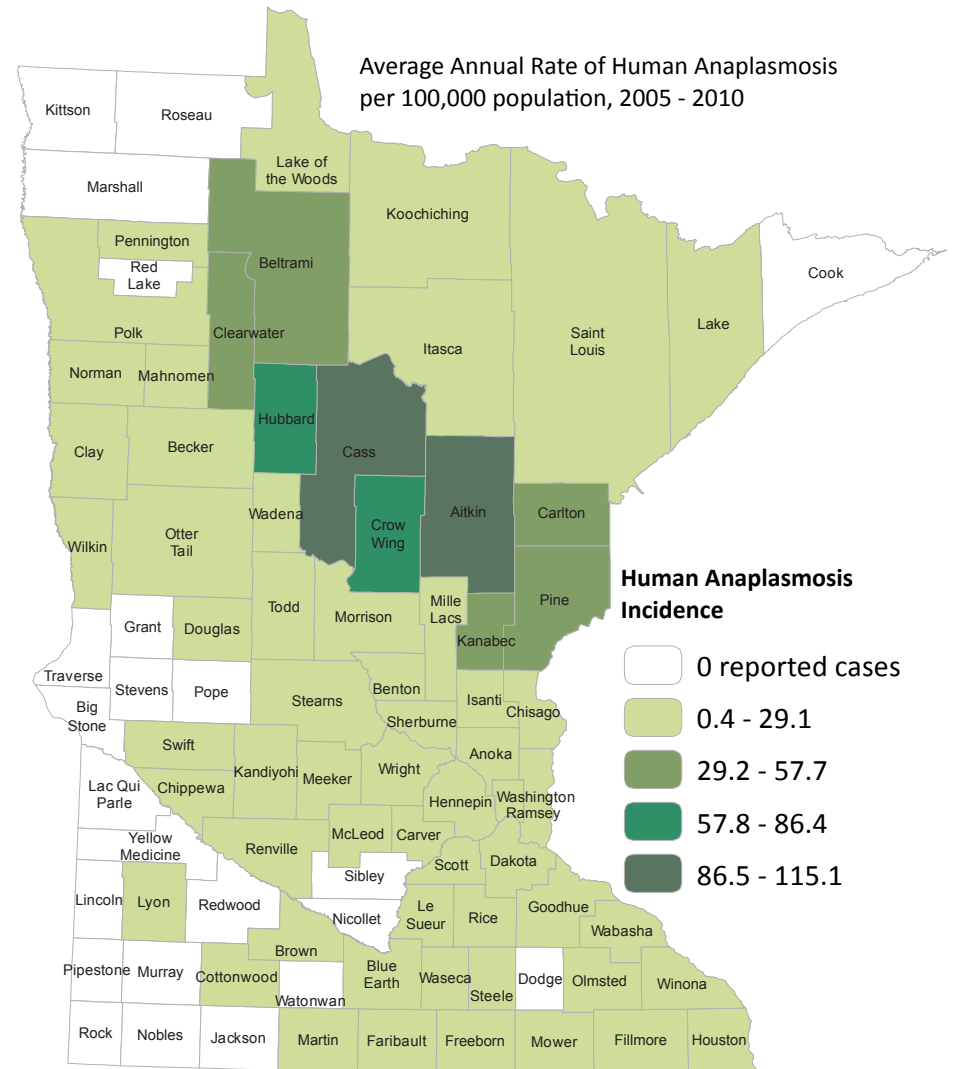 Average Annual Rate of Human Anaplasmosis
per 100,000 population, 2005 - 2010
Kittson
Roseau
Lake of
the Woods
Marshall
Koochiching
Pennington
Beltrami
Red
Lake
Cook
Polk
Clearwater
Saint
Louis
Lake
Itasca
Norman
Mahnomen
Hubbard
Clay
Becker
Cass
Wadena
Aitkin
Carlton
Crow
Wing
Wilkin
Otter
Tail
Pine
Todd
Morrison
Mille
Lacs
Grant
Douglas
Kanabec
Traverse
Stevens
Pope
Stearns
Benton
Isanti
Chisago
Big
Stone
Sherburne
Swift
Anoka
Kandiyohi
Meeker
Wright
Lac Qui
Parle
Chippewa
Hennepin
Washington
Ramsey
Yellow
Medicine
Renville
McLeod
Carver
Scott
Dakota
Sibley
Lincoln
Lyon
Redwood
Nicollet
Le
Sueur
Rice
Goodhue
Wabasha
Brown
Pipestone
Murray
Cottonwood
Watonwan
Blue
Earth
Waseca
Steele
Dodge
Olmsted
Winona
Rock
Nobles
Jackson
Martin
Faribault
Freeborn
Mower
Fillmore
Houston
Human Anaplasmosis
Incidence
0 reported cases
0.4 - 29.1
29.2 - 57.7
57.8 - 86.4
86.5 - 115.1